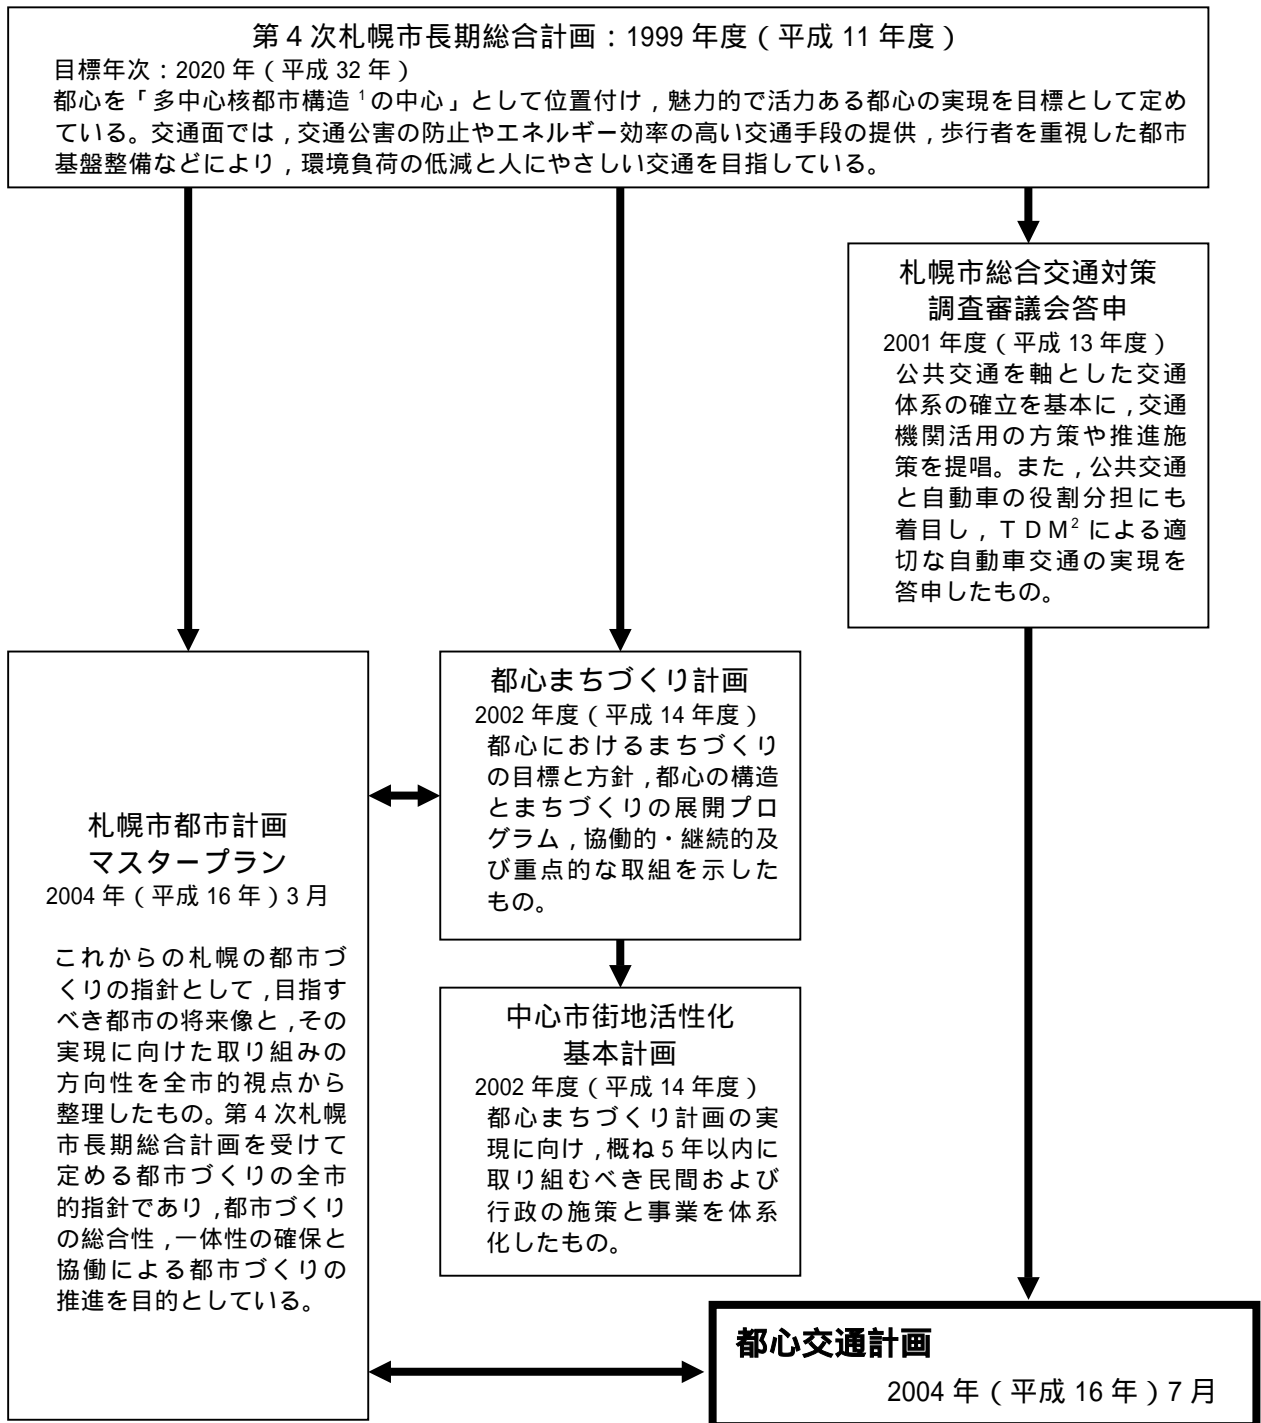 第４次札幌市長期総合計画：1999 年度（平成 11 年度）
目標年次：2020 年（平成 32 年）
都心を「多中心核都市構造¹の中心」として位置付け，魅力的で活力ある都心の実現を目標として定め
ている。交通面では，交通公害の防止やエネルギー効率の高い交通手段の提供，歩行者を重視した都市
基盤整備などにより，環境負荷の低減と人にやさしい交通を目指している。
札幌市総合交通対策
調査審議会答申
2001 年度（平成 13 年度）
公共交通を軸とした交通
体系の確立を基本に，交通
機関活用の方策や推進施
策を提唱。また，公共交通
と自動車の役割分担にも
着目し，ＴＤＭ²による適
切な自動車交通の実現を
答申したもの。
都心まちづくり計画
2002 年度（平成 14 年度）
都心におけるまちづくり
の目標と方針，都心の構造
とまちづくりの展開プロ
グラム，協働的・継続的及
び重点的な取組を示した
もの。
札幌市都市計画
マスタープラン
2004 年（平成 16 年）3 月
これからの札幌の都市づ
くりの指針として，目指す
べき都市の将来像と，その
実現に向けた取り組みの
方向性を全市的視点から
整理したもの。第４次札幌
市長期総合計画を受けて
定める都市づくりの全市
的指針であり，都市づくり
の総合性，一体性の確保と
協働による都市づくりの
推進を目的としている。
中心市街地活性化
基本計画
2002 年度（平成 14 年度）
都心まちづくり計画の実
現に向け，概ね５年以内に
取り組むべき民間および
行政の施策と事業を体系
化したもの。
都心交通計画
2004 年（平成 16 年）7 月